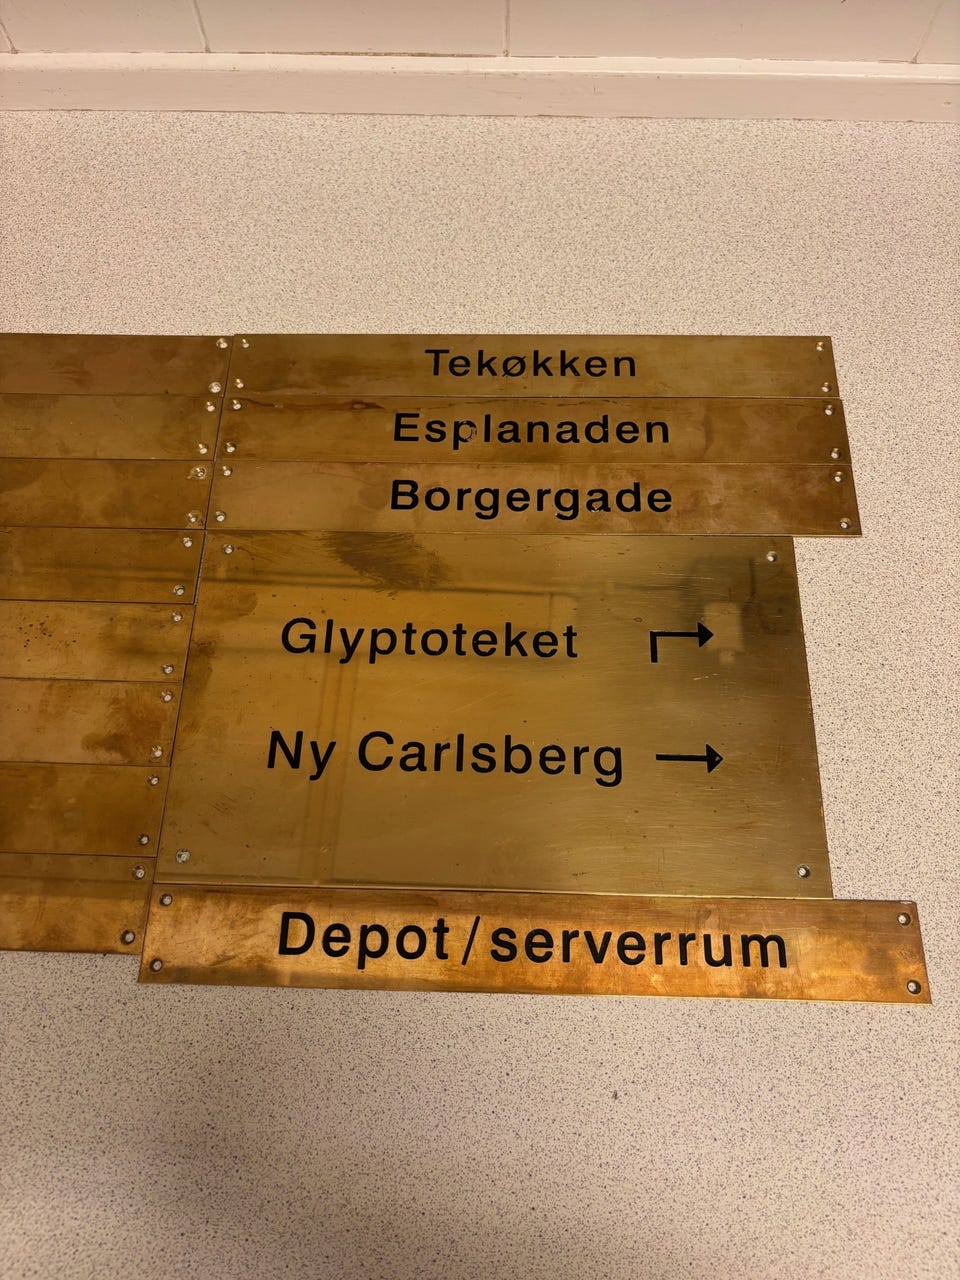 Tekøkken
Esplanaden
Borgergade
Glyptoteket ↱
Ny Carlsberg →
Depot/serverrum